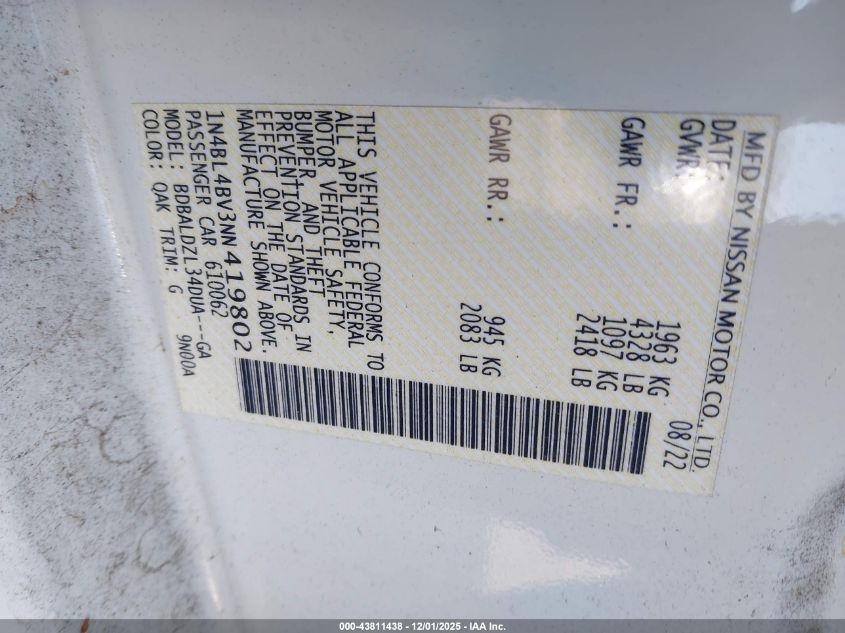 MFD BY NISSAN MOTOR CO., LTD
DATE: 08/22
GVWR 1963 KG
4328 LB
GAWR FR.: 1097 KG
2418 LB
GAWR RR.: 945 KG
2083 LB
THIS VEHICLE CONFORMS TO
ALL APPLICABLE FEDERAL
MOTOR VEHICLE SAFETY,
BUMPER, AND THEFT
PREVENTION STANDARDS IN
EFFECT ON THE DATE OF
MANUFACTURE SHOWN ABOVE.
1N4BL4BV3NN419802
PASSENGER CAR 610062
MODEL: BDBALDZL34DUA---GA
COLOR: QAK TRIM: G 9N00A
000-43811438 - 12/01/2025 - IAA Inc.